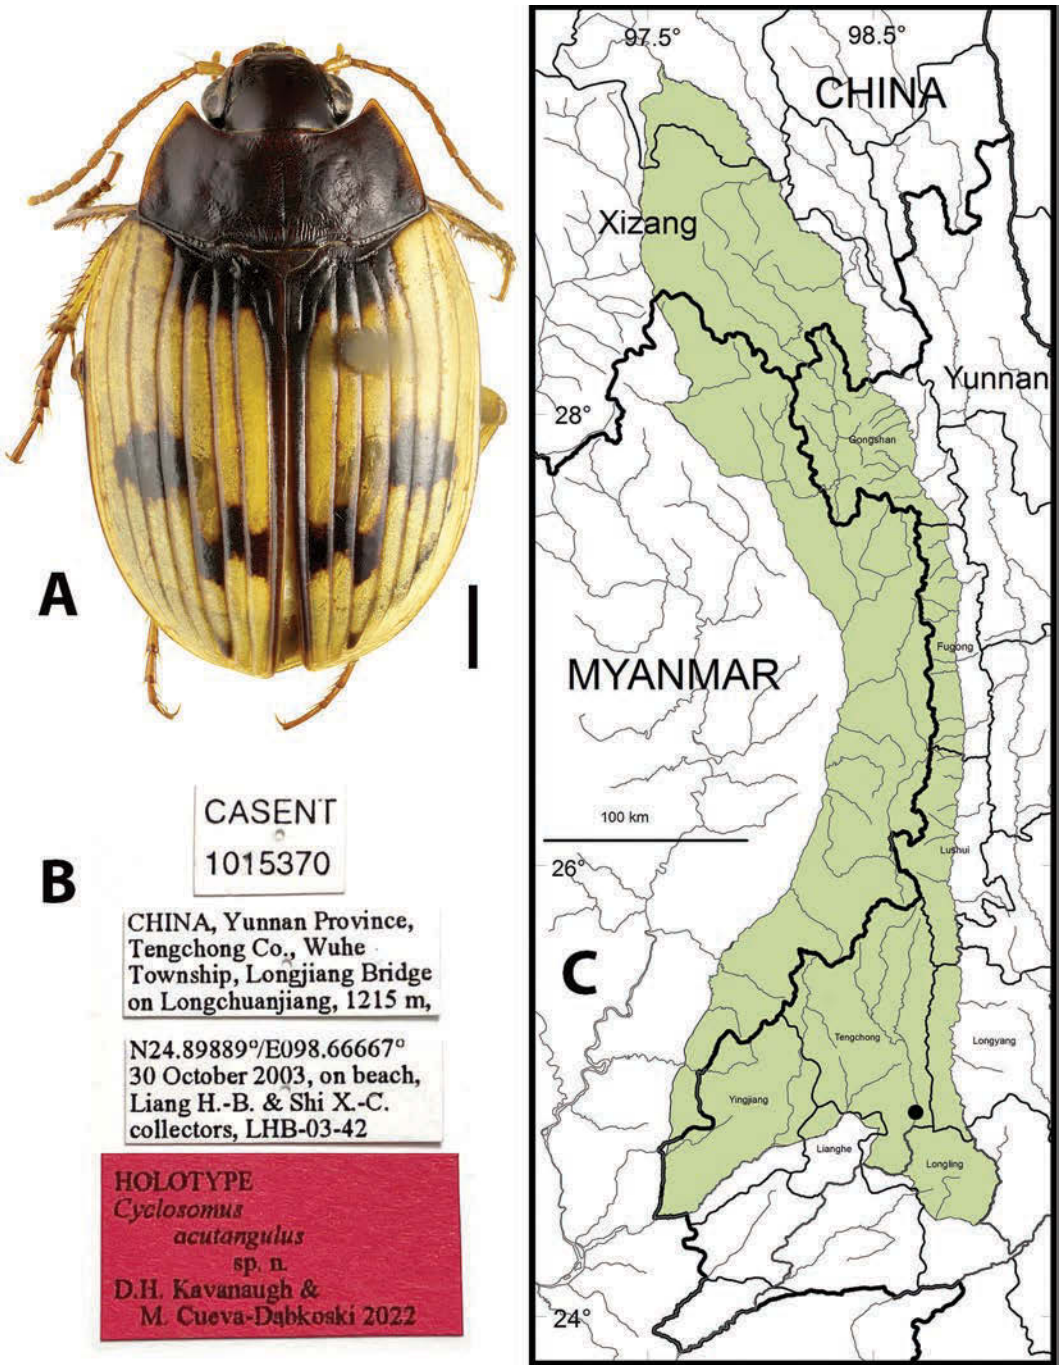 A
B
CASENT
1015370
CHINA, Yunnan Province,
Tengchong Co., Wuhe
Township, Longjiang Bridge
on Longchuanjiang, 1215 m,
N24.89889°/E098.66667°
30 October 2003, on beach,
Liang H.-B. & Shi X.-C.
collectors, LHB-03-42
HOLOTYPE
Cyclosomus
acutangulus
sp. n.
D.H. Kavanaugh &
M. Cueva-Dąbkoski 2022
97.5°
98.5°
CHINA
Xizang
Yunnan
28°
Gongshan
Fugong
MYANMAR
100 km
Lushui
26°
C
Tengchong
Longyang
Yingjiang
Lianghe
Longling
24°